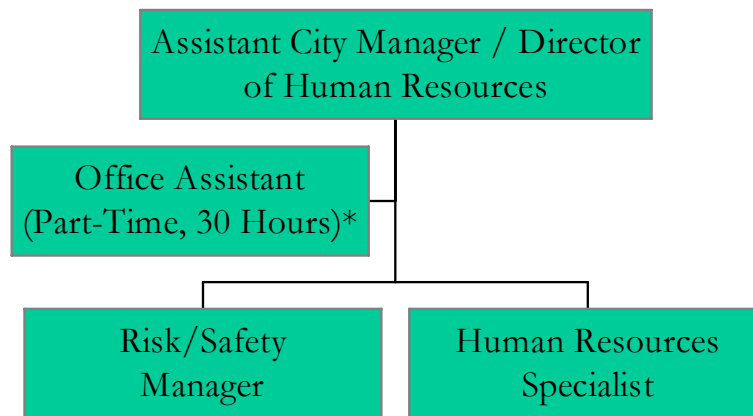 Assistant City Manager / Director
of Human Resources
Office Assistant
(Part-Time, 30 Hours)*
Risk/Safety
Manager
Human Resources
Specialist